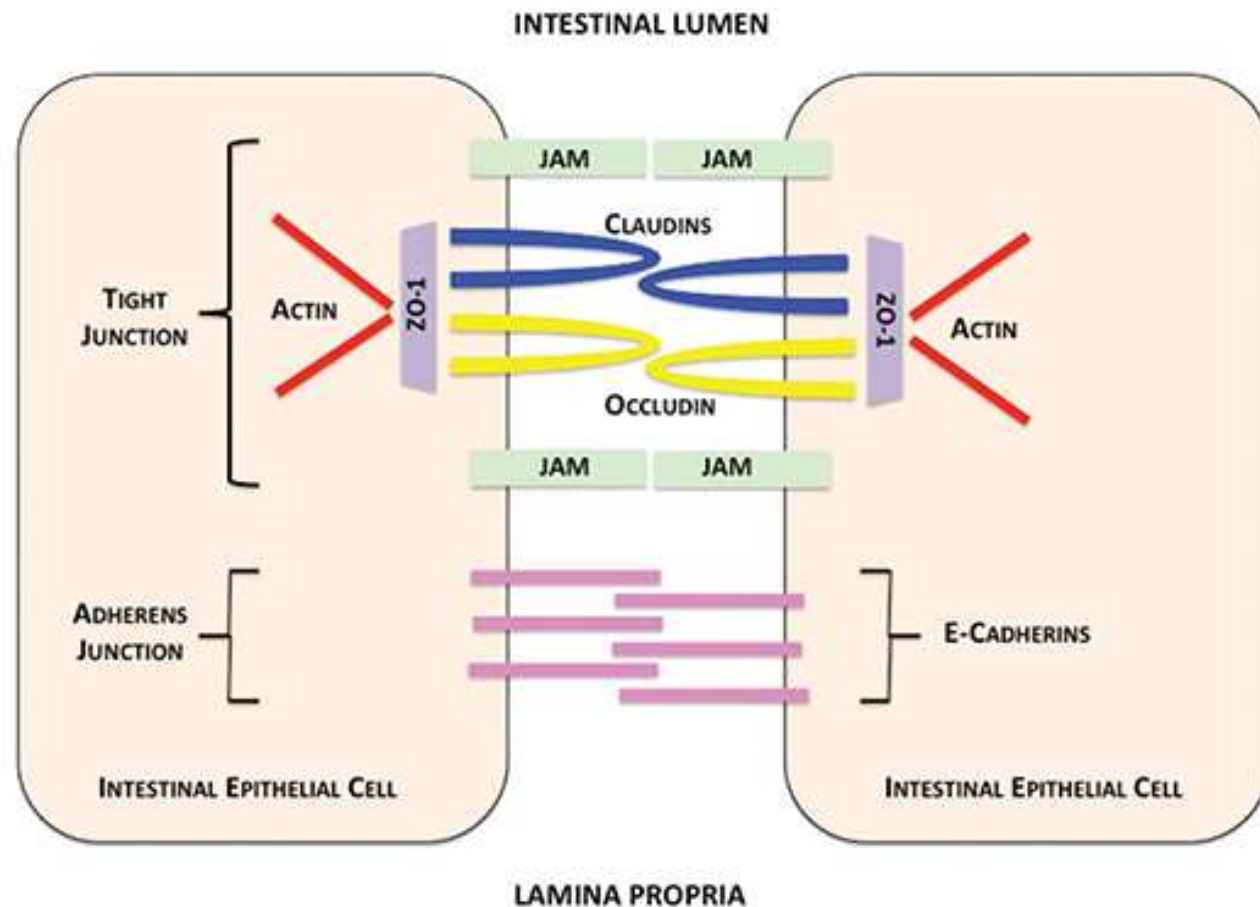 INTESTINAL LUMEN
JAM JAM
CLAUDINS
TIGHT
JUNCTION
ACTIN
ZO-1
ZO-1
ACTIN
OCCLUDIN
JAM JAM
ADHERENS
JUNCTION
E-CADHERINS
INTESTINAL EPITHELIAL CELL
INTESTINAL EPITHELIAL CELL
LAMINA PROPRIA